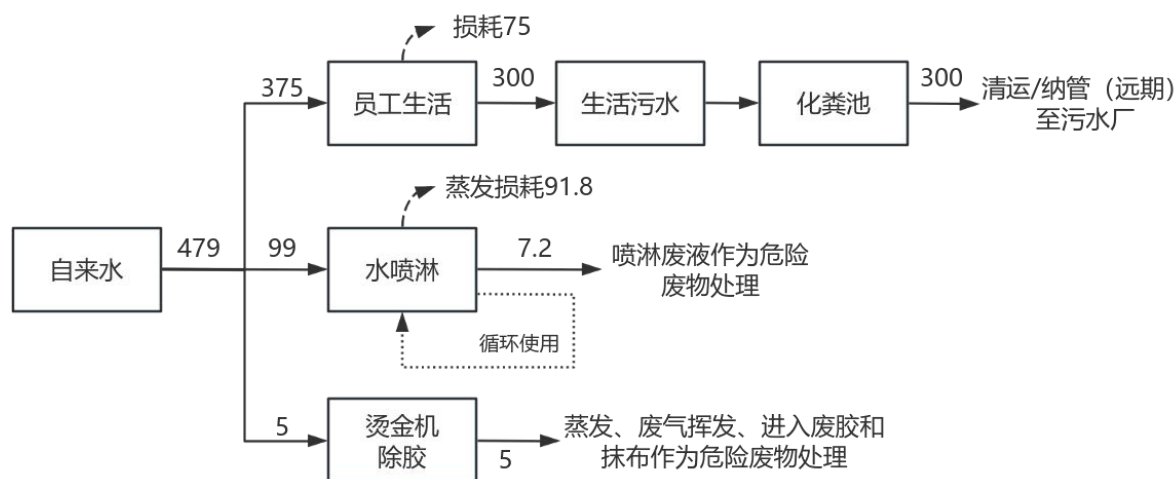 损耗75
375
员工生活
300
生活污水
化粪池
300
清运/纳管（远期）
至污水厂
蒸发损耗91.8
自来水
479
99
水喷淋
7.2
喷淋废液作为危险
废物处理
循环使用
5
烫金机
除胶
5
蒸发、废气挥发、进入废胶和
抹布作为危险废物处理